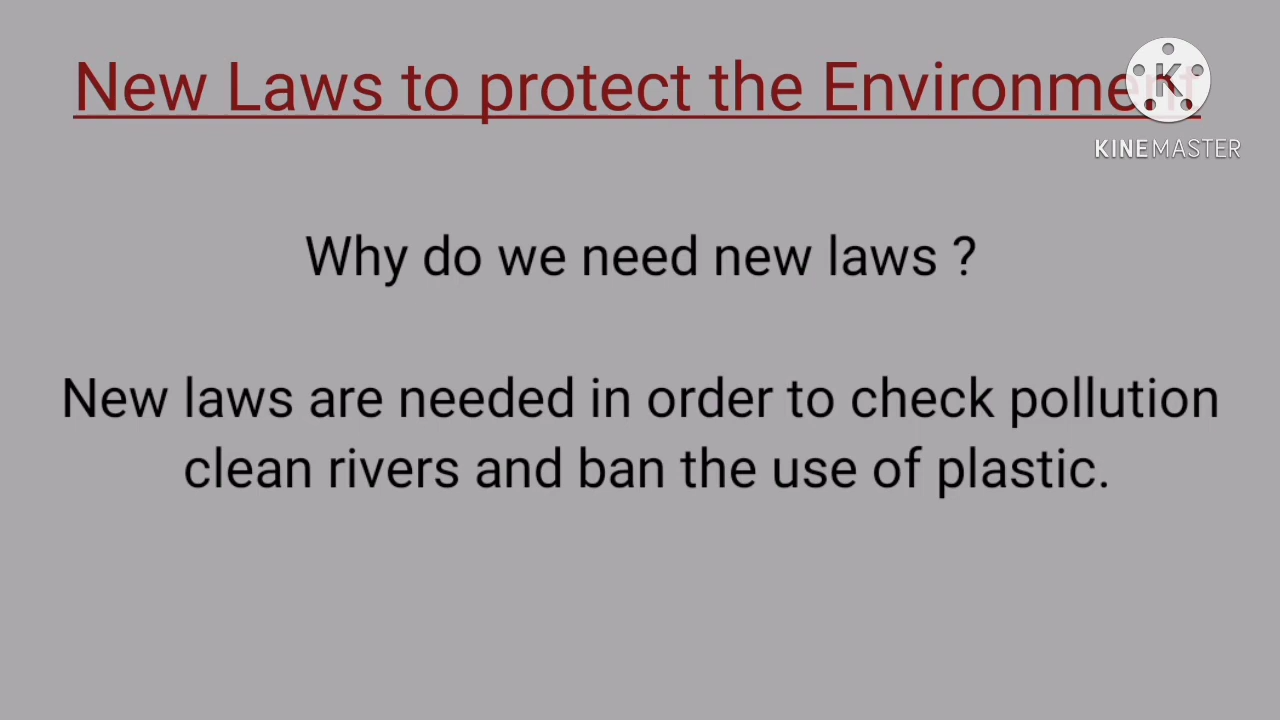 New Laws to protect the Environment
K
KINEMASTER
Why do we need new laws ?
New laws are needed in order to check pollution
clean rivers and ban the use of plastic.